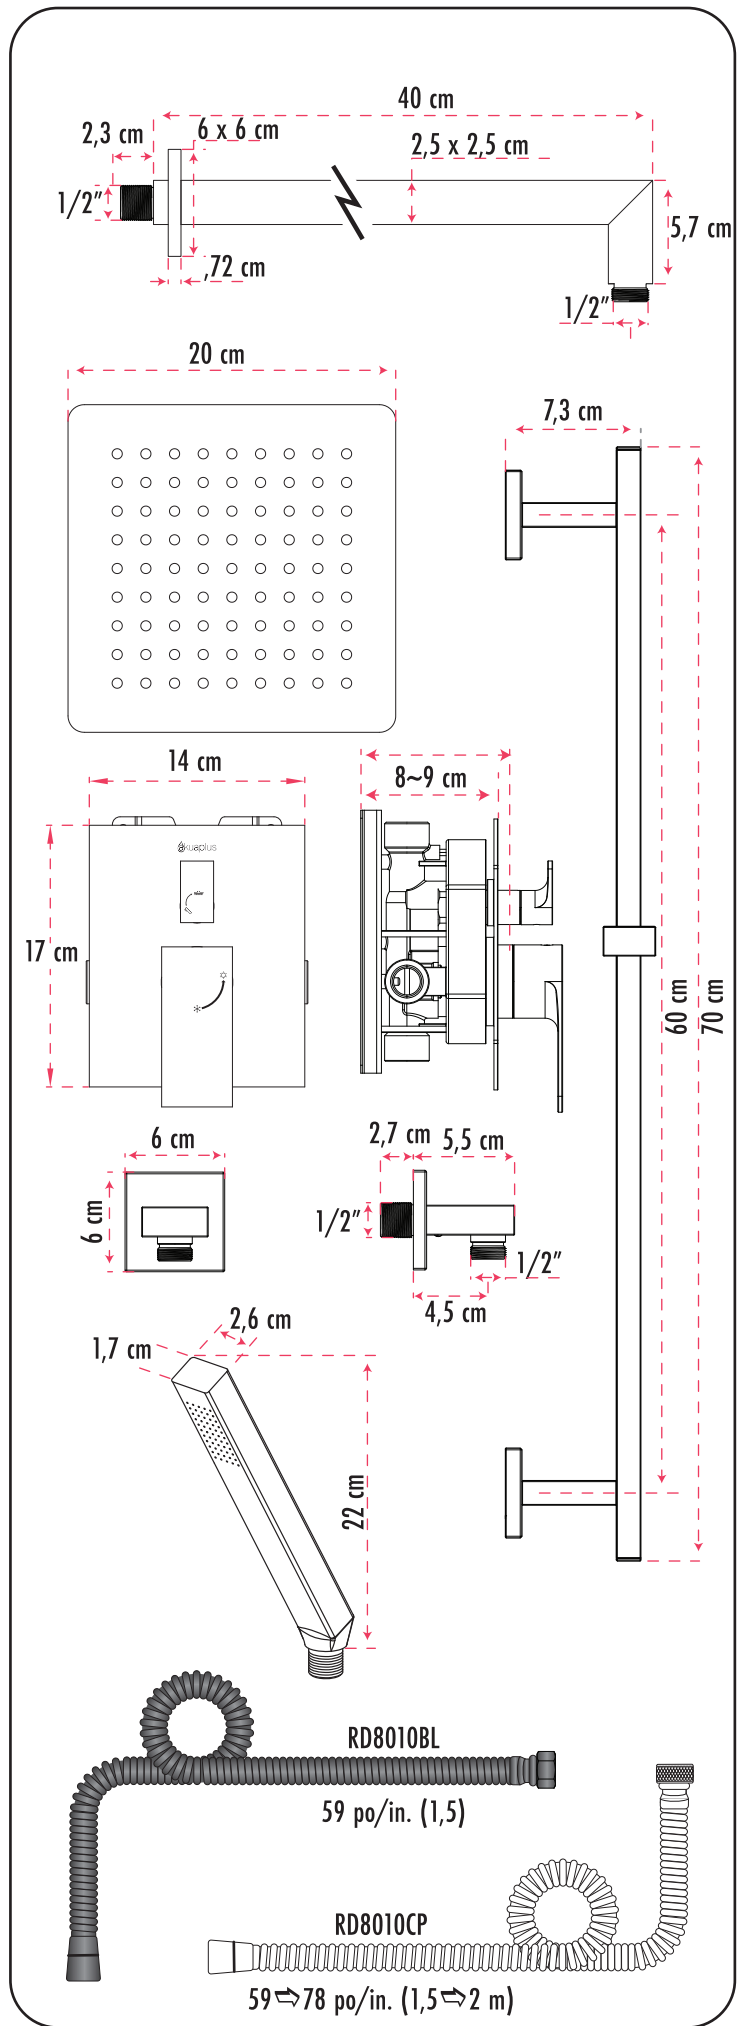 40 cm
2,3 cm
6 x 6 cm
2,5 x 2,5 cm
1/2”
5,7 cm
,72 cm
1/2”
20 cm
7,3 cm
14 cm
8~9 cm
kuaplus
17 cm
60 cm
70 cm
6 cm
6 cm
2,7 cm
5,5 cm
1/2”
1/2”
4,5 cm
2,6 cm
1,7 cm
22 cm
RD8010BL
59 po/in. (1,5)
RD8010CP
59⇨78 po/in. (1,5⇨2 m)